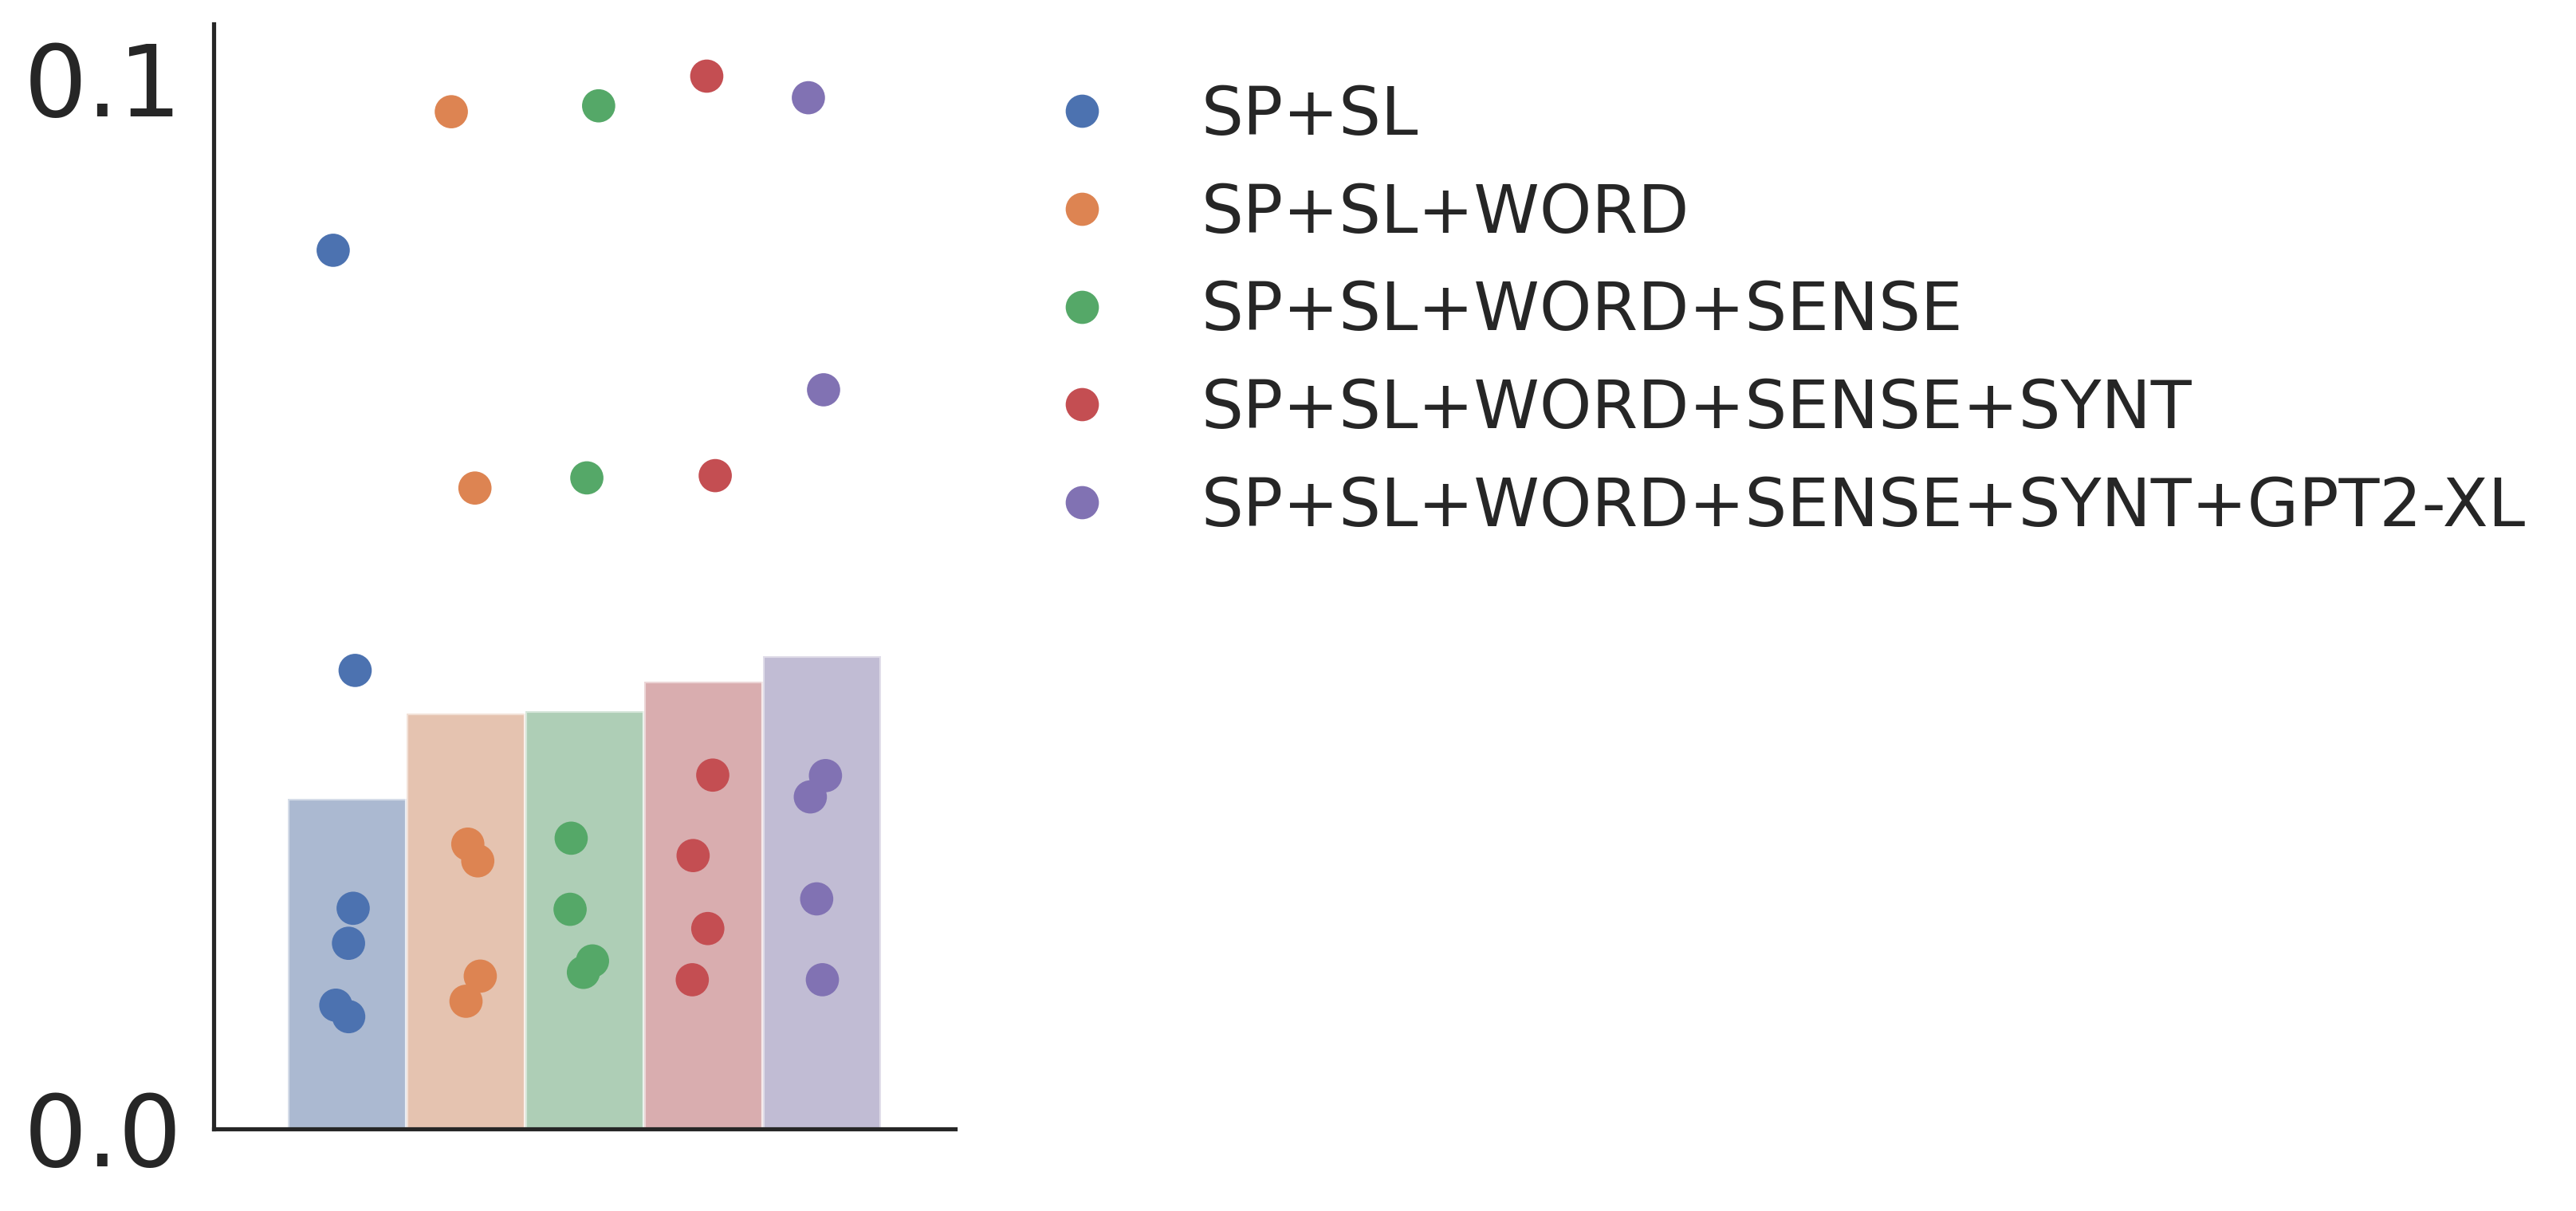 0.1
0.0
SP+SL
SP+SL+WORD
SP+SL+WORD+SENSE
SP+SL+WORD+SENSE+SYNT
SP+SL+WORD+SENSE+SYNT+GPT2-XL